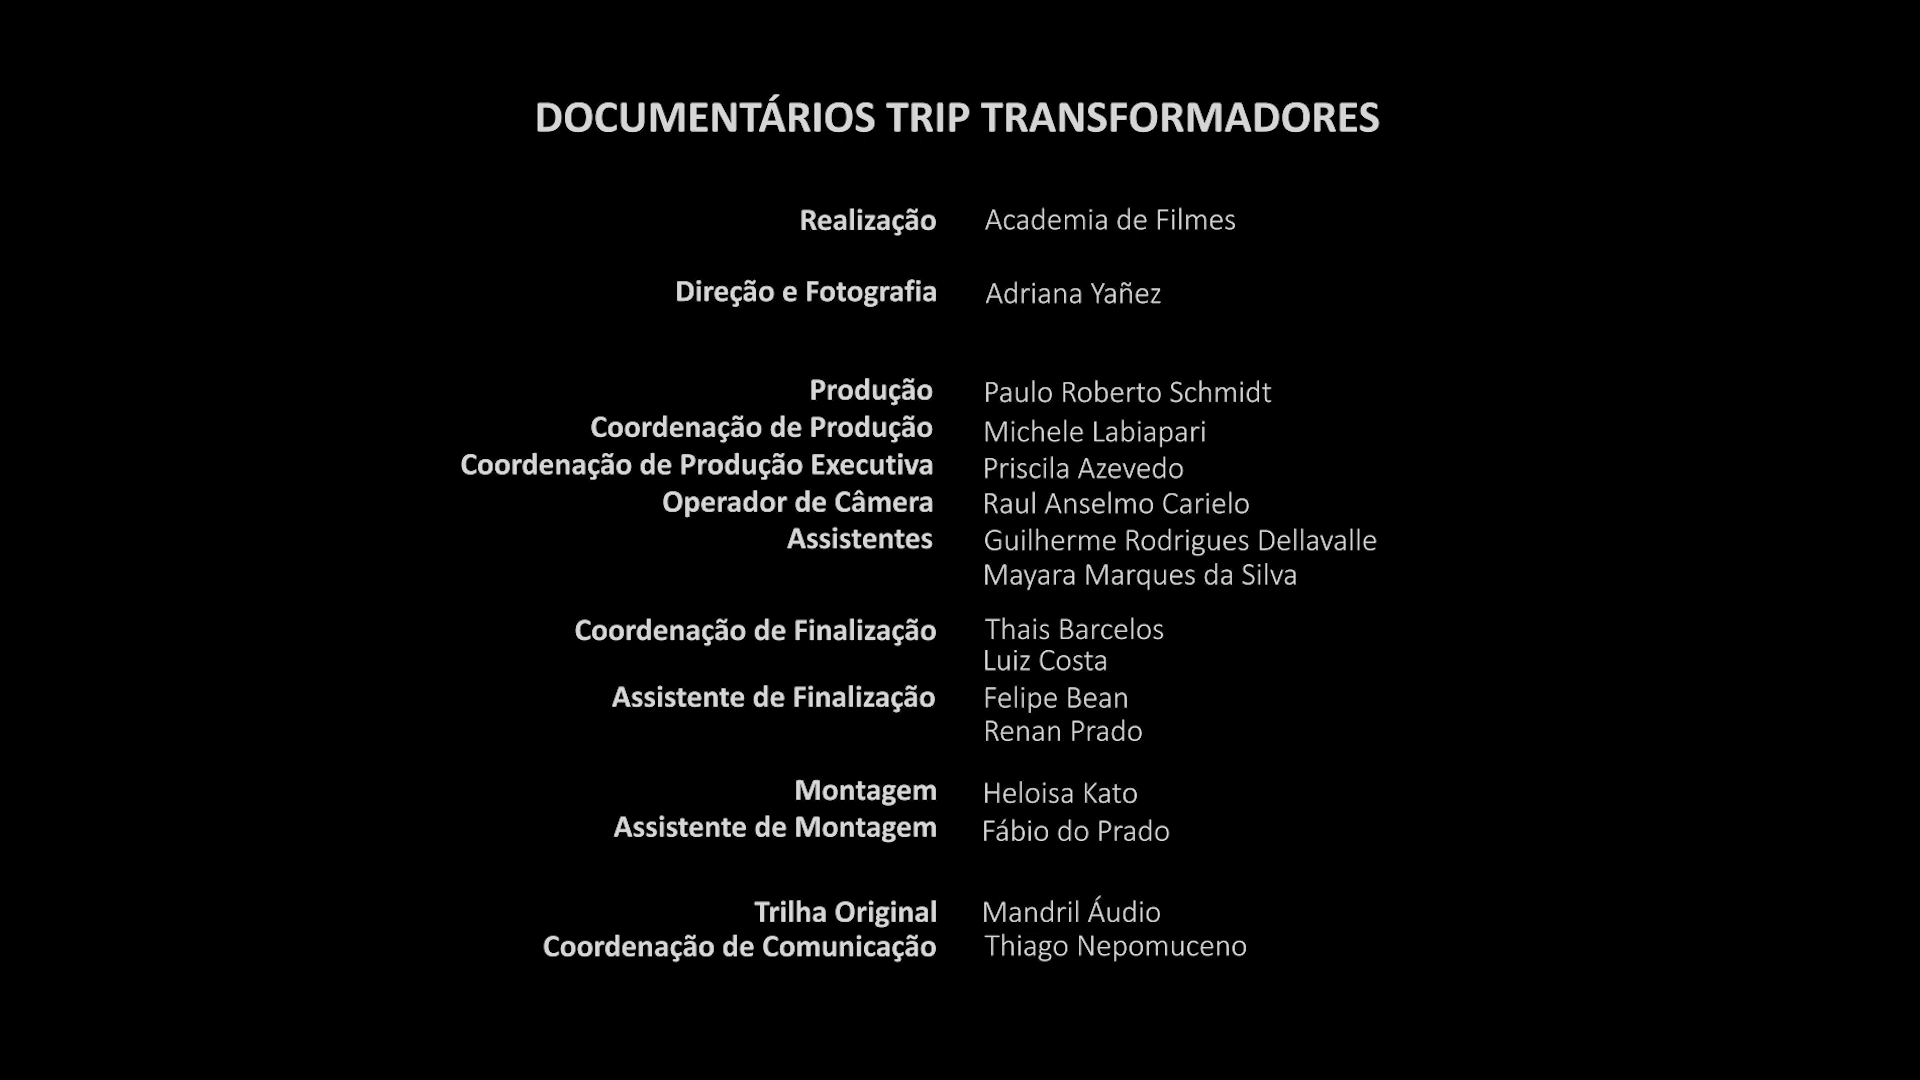 DOCUMENTÁRIOS TRIP TRANSFORMADORES
Realização Academia de Filmes
Direção e Fotografia Adriana Yañez
Produção Paulo Roberto Schmidt
Coordenação de Produção Michele Labiapari
Coordenação de Produção Executiva Priscila Azevedo
Operador de Câmera Raul Anselmo Carielo
Assistentes Guilherme Rodrigues Dellavalle
Mayara Marques da Silva
Coordenação de Finalização Thais Barcelos
Luiz Costa
Assistente de Finalização Felipe Bean
Renan Prado
Montagem Heloisa Kato
Assistente de Montagem Fábio do Prado
Trilha Original Mandril Áudio
Coordenação de Comunicação Thiago Nepomuceno